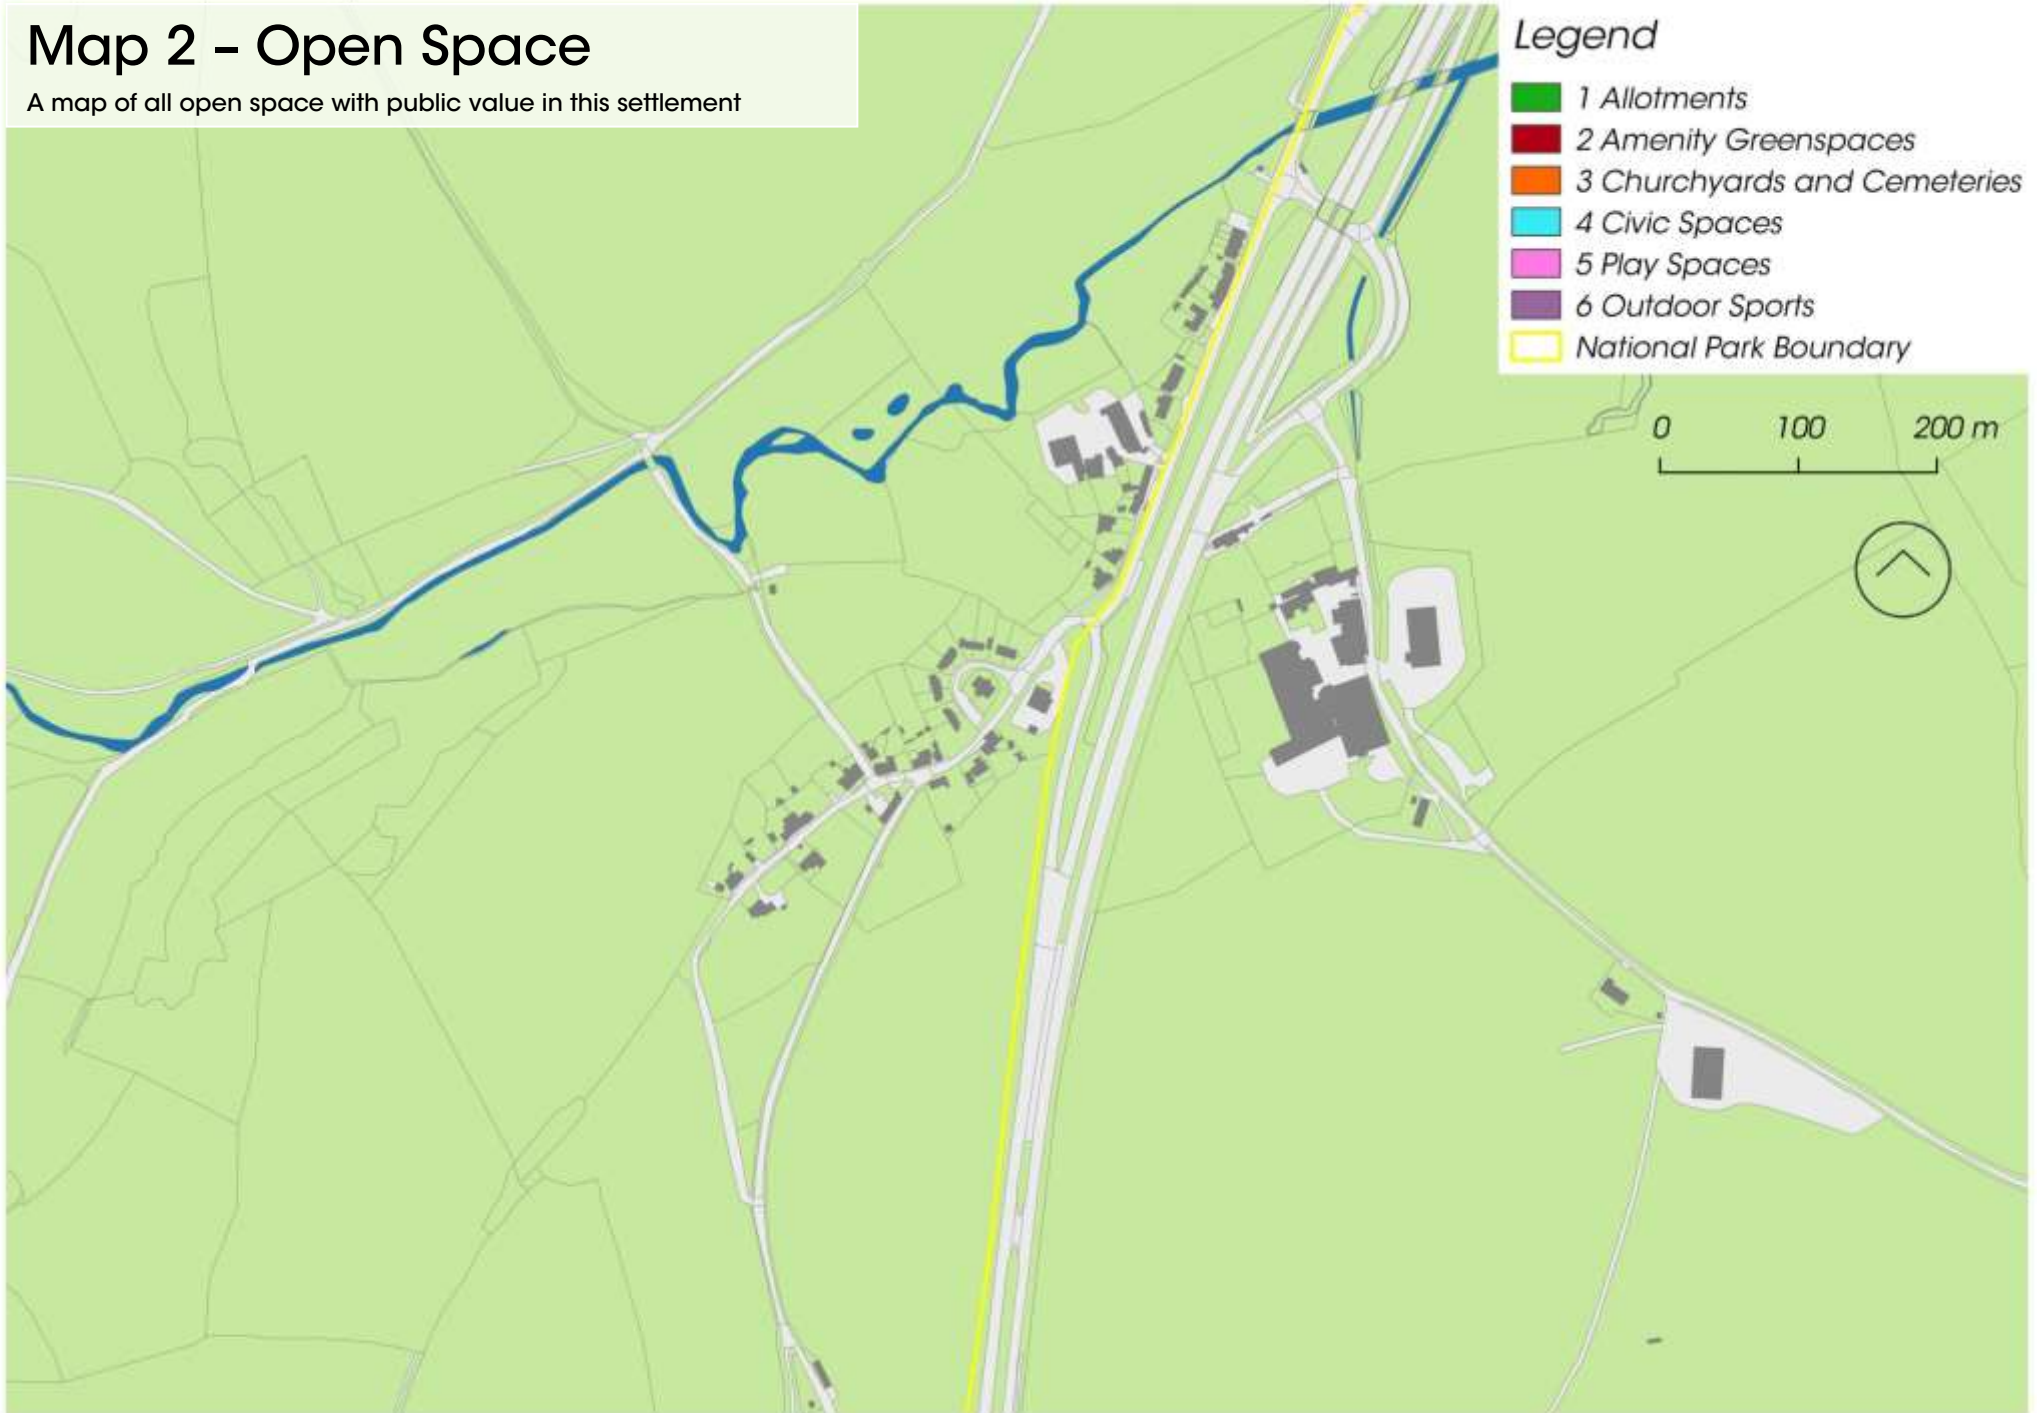 Map 2 – Open Space
A map of all open space with public value in this settlement
Legend
1 Allotments
2 Amenity Greenspaces
3 Churchyards and Cemeteries
4 Civic Spaces
5 Play Spaces
6 Outdoor Sports
National Park Boundary
0 100 200 m